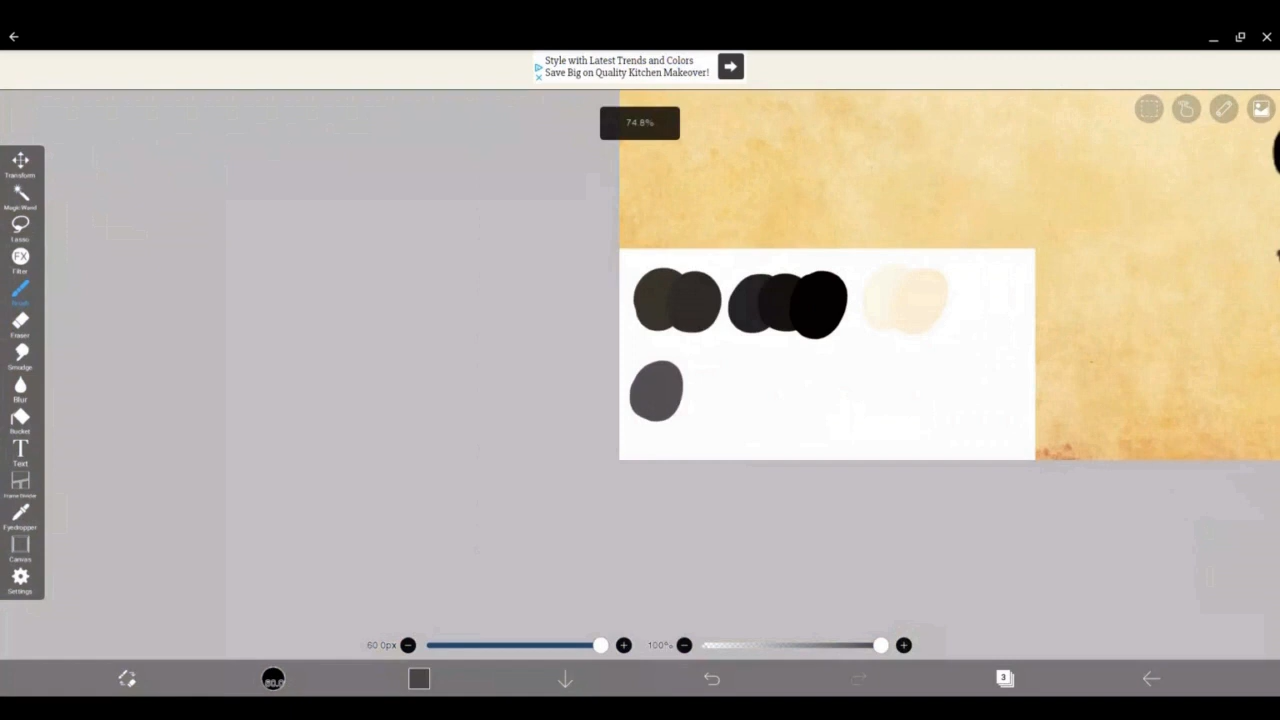 Style with Latest Trends and Colors
Save Big on Quality Kitchen Makeover!
74.8%
Transform
Magic Wand
Lasso
FX
Filter
Brush
Eraser
Smudge
Blur
Bucket
T
Text
Frame Divider
Eyedropper
Canvas
Settings
60.0px
100%
3